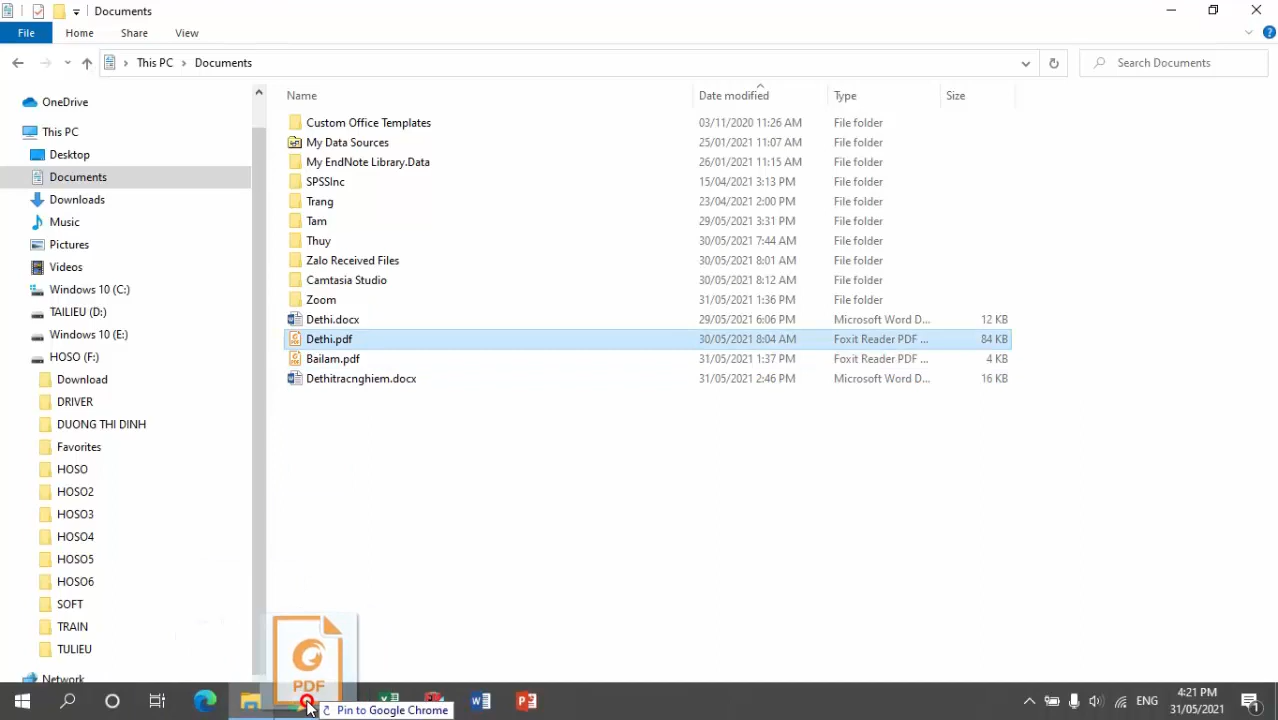 Documents
File Home Share View
This PC Documents Search Documents
Name Date modified Type Size
OneDrive
This PC
Desktop
Documents
Downloads
Music
Pictures
Videos
Windows 10 (C:)
TAILIEU (D:)
Windows 10 (E:)
HOSO (F:)
Download
DRIVER
DUONG THI DINH
Favorites
HOSO
HOSO2
HOSO3
HOSO4
HOSO5
HOSO6
SOFT
TRAIN
TULIEU
Network
Custom Office Templates 03/11/2020 11:26 AM File folder
My Data Sources 25/01/2021 11:07 AM File folder
My EndNote Library.Data 26/01/2021 11:15 AM File folder
SPSSInc 15/04/2021 3:13 PM File folder
Trang 23/04/2021 2:00 PM File folder
Tam 29/05/2021 3:31 PM File folder
Thuy 30/05/2021 7:44 AM File folder
Zalo Received Files 30/05/2021 8:01 AM File folder
Camtasia Studio 30/05/2021 8:12 AM File folder
Zoom 31/05/2021 1:36 PM File folder
Dethi.docx 29/05/2021 6:06 PM Microsoft Word D... 12 KB
Dethi.pdf 30/05/2021 8:04 AM Foxit Reader PDF ... 84 KB
Bailam.pdf 31/05/2021 1:37 PM Foxit Reader PDF ... 4 KB
Dethitracnghiem.docx 31/05/2021 2:46 PM Microsoft Word D... 16 KB
PDF
Pin to Google Chrome
ENG
4:21 PM
31/05/2021
1